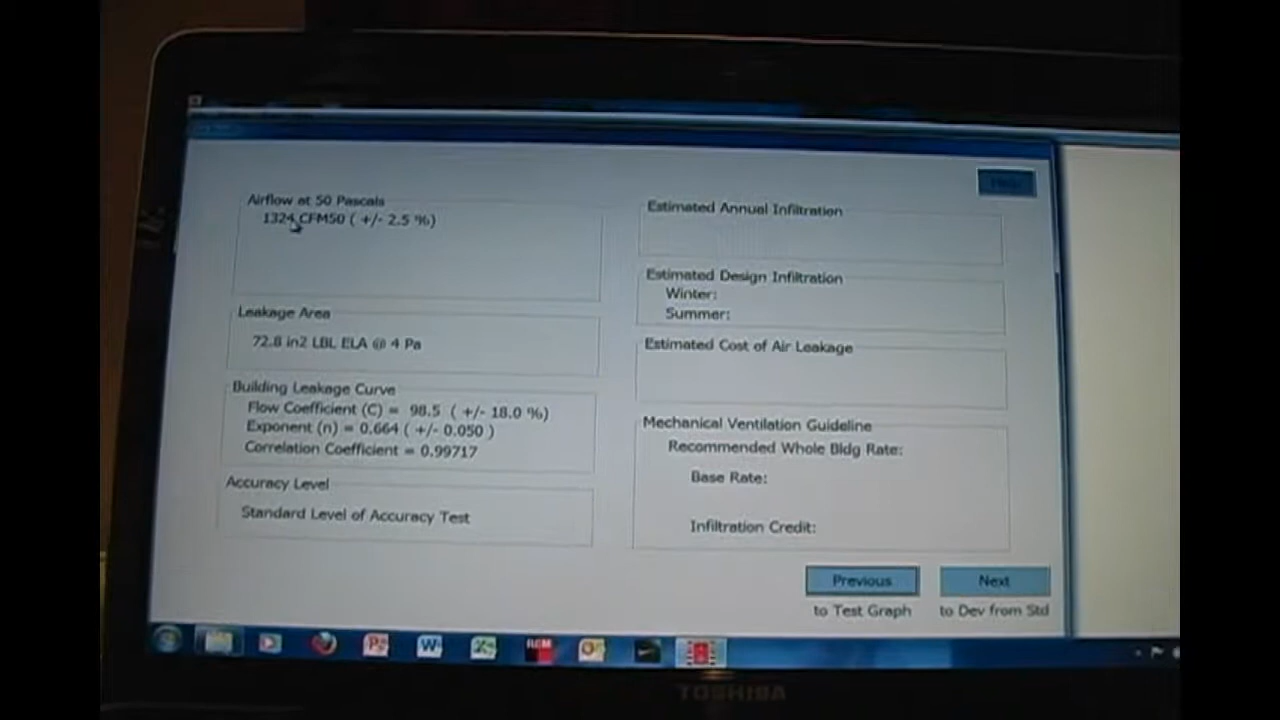 Airflow at 50 Pascals
1324 CFM50 ( +/- 2.5 %)
Leakage Area
72.8 in2 LBL ELA @ 4 Pa
Building Leakage Curve
Flow Coefficient (C) = 98.5 ( +/- 18.0 %)
Exponent (n) = 0.664 ( +/- 0.050 )
Correlation Coefficient = 0.99717
Accuracy Level
Standard Level of Accuracy Test
Estimated Annual Infiltration
Estimated Design Infiltration
Winter:
Summer:
Estimated Cost of Air Leakage
Mechanical Ventilation Guideline
Recommended Whole Bldg Rate:
Base Rate:
Infiltration Credit:
Previous
to Test Graph
Next
to Dev from Std
TOSHIBA